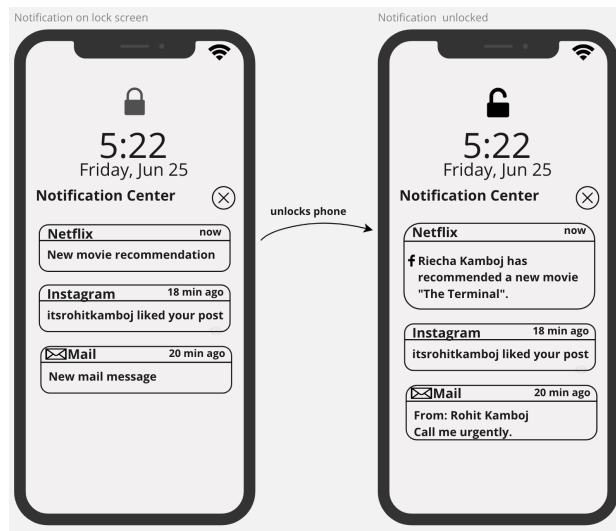 Notification on lock screen
5:22
Friday, Jun 25
Notification Center
Netflix now
New movie recommendation
Instagram 18 min ago
itsrohitkamboj liked your post
Mail 20 min ago
New mail message
unlocks phone
Notification unlocked
5:22
Friday, Jun 25
Notification Center
Netflix now
f Riecha Kamboj has
recommended a new movie
"The Terminal".
Instagram 18 min ago
itsrohitkamboj liked your post
Mail 20 min ago
From: Rohit Kamboj
Call me urgently.